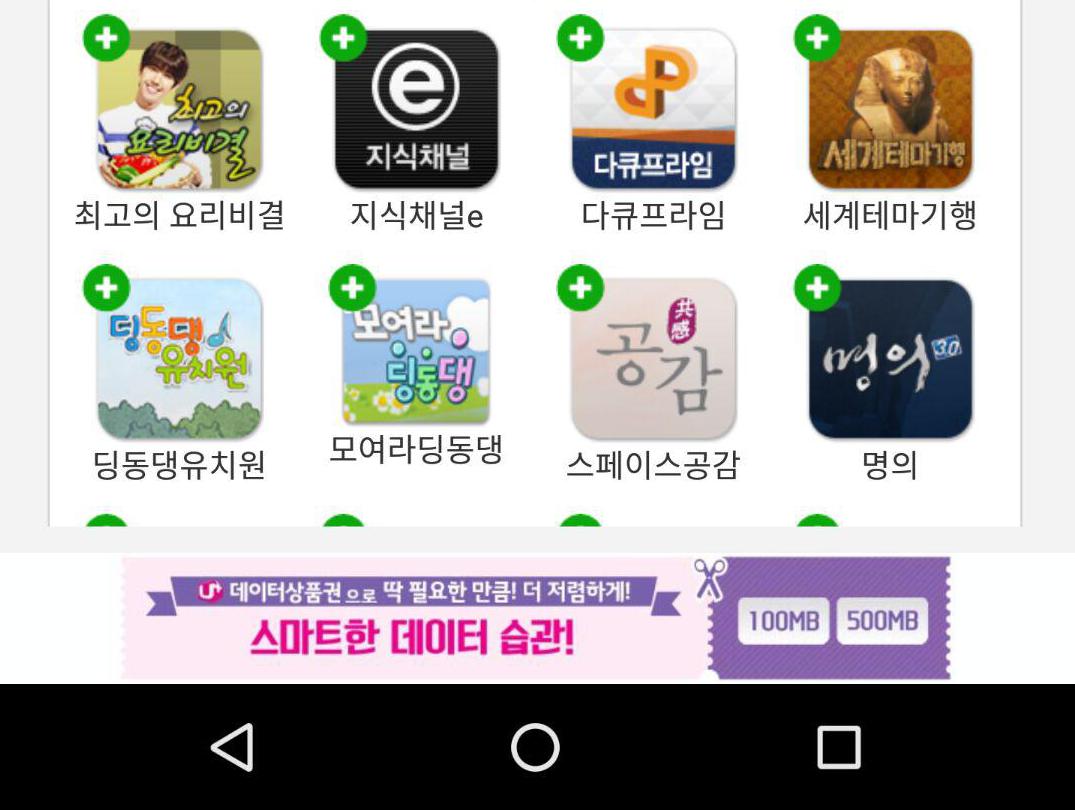 최고의
요리비결
e
지식채널
다큐프라임
세계테마기행
최고의 요리비결
지식채널e
다큐프라임
세계테마기행
딩동댕
유치원
모여라
딩동댕
共感
공감
명의 3.0
딩동댕유치원
모여라딩동댕
스페이스공감
명의
U+ 데이터상품권으로 딱 필요한 만큼! 더 저렴하게!
스마트한 데이터 습관!
100MB 500MB